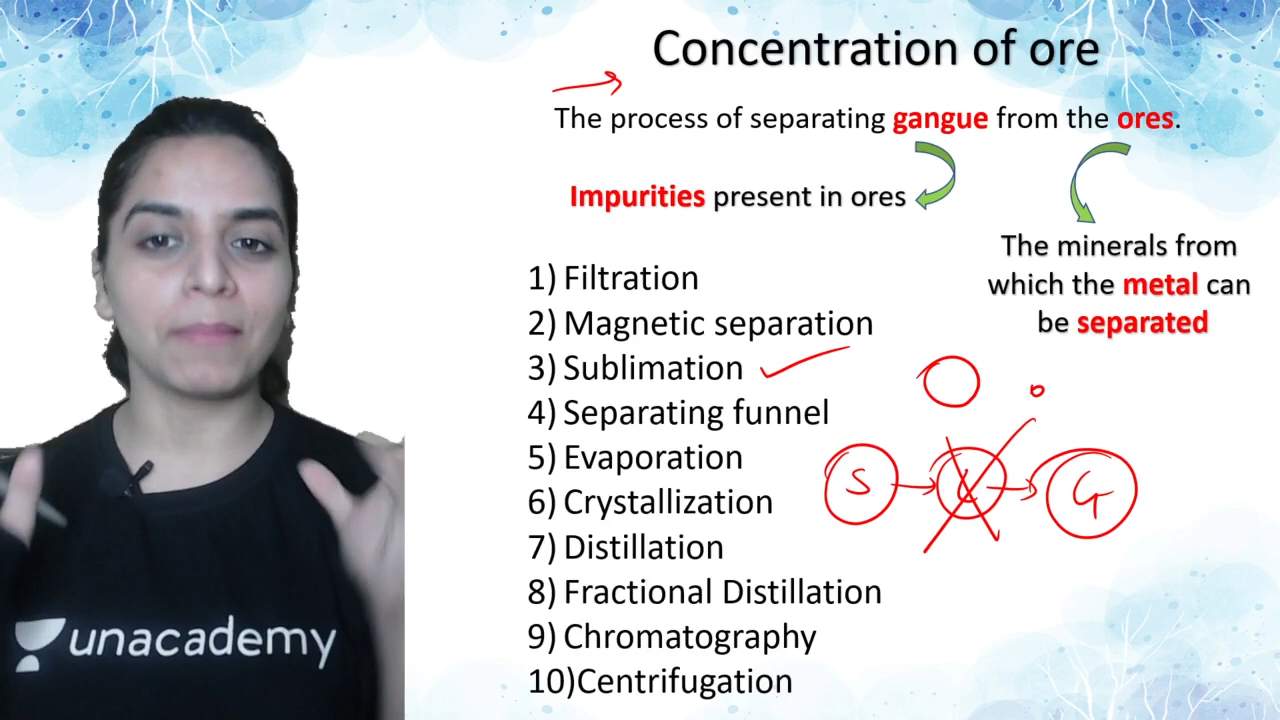 Concentration of ore
The process of separating gangue from the ores.
Impurities present in ores
The minerals from
which the metal can
be separated
1) Filtration
2) Magnetic separation
3) Sublimation
4) Separating funnel
5) Evaporation
6) Crystallization
7) Distillation
8) Fractional Distillation
9) Chromatography
10)Centrifugation
S
G
unacademy